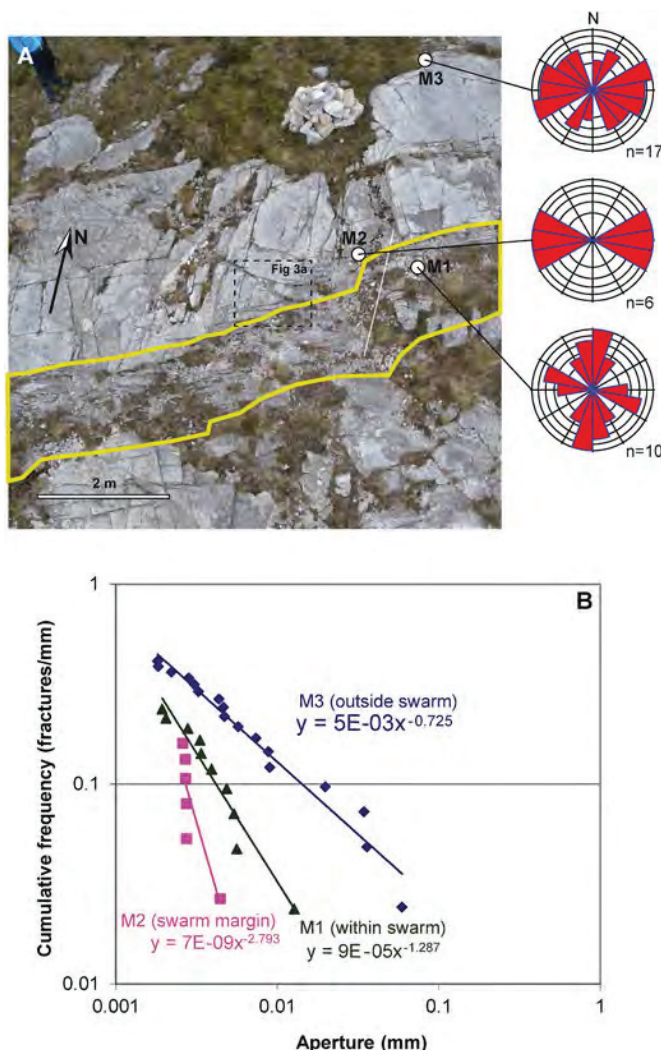 A
N
M3
n=17
N
M2
Fig 3a
M1
n=6
2 m
n=10
1
B
M3 (outside swarm)
y = 5E-03x-0.725
0.1
M2 (swarm margin)
y = 7E-09x-2.793
M1 (within swarm)
y = 9E-05x-1.287
0.01
0.001
0.01
0.1
1
Cumulative frequency (fractures/mm)
Aperture (mm)